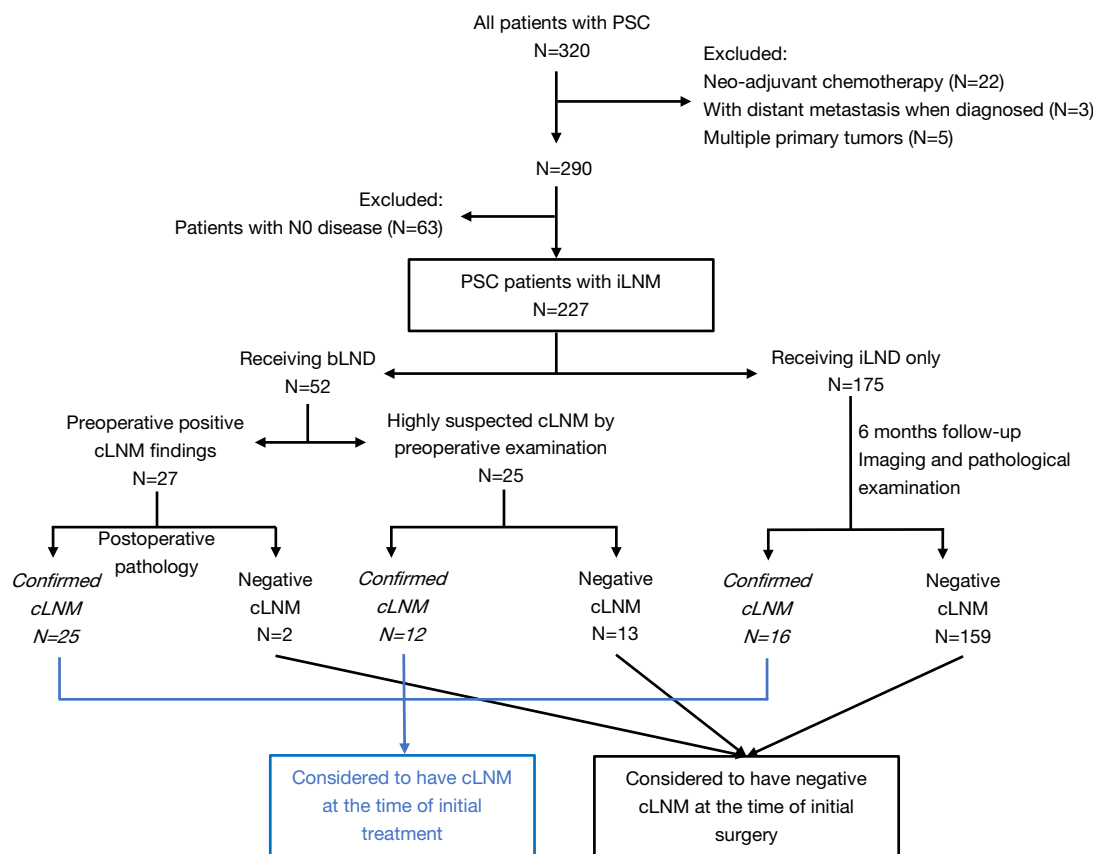 All patients with PSC
N=320
Excluded:
Neo-adjuvant chemotherapy (N=22)
With distant metastasis when diagnosed (N=3)
Multiple primary tumors (N=5)
N=290
Excluded:
Patients with N0 disease (N=63)
PSC patients with iLNM
N=227
Receiving bLND
N=52
Receiving iLND only
N=175
Preoperative positive
cLNM findings
N=27
Highly suspected cLNM by
preoperative examination
N=25
6 months follow-up
Imaging and pathological
examination
Postoperative
pathology
Confirmed
cLNM
N=25
Negative
cLNM
N=2
Confirmed
cLNM
N=12
Negative
cLNM
N=13
Confirmed
cLNM
N=16
Negative
cLNM
N=159
Considered to have cLNM
at the time of initial
treatment
Considered to have negative
cLNM at the time of initial
surgery